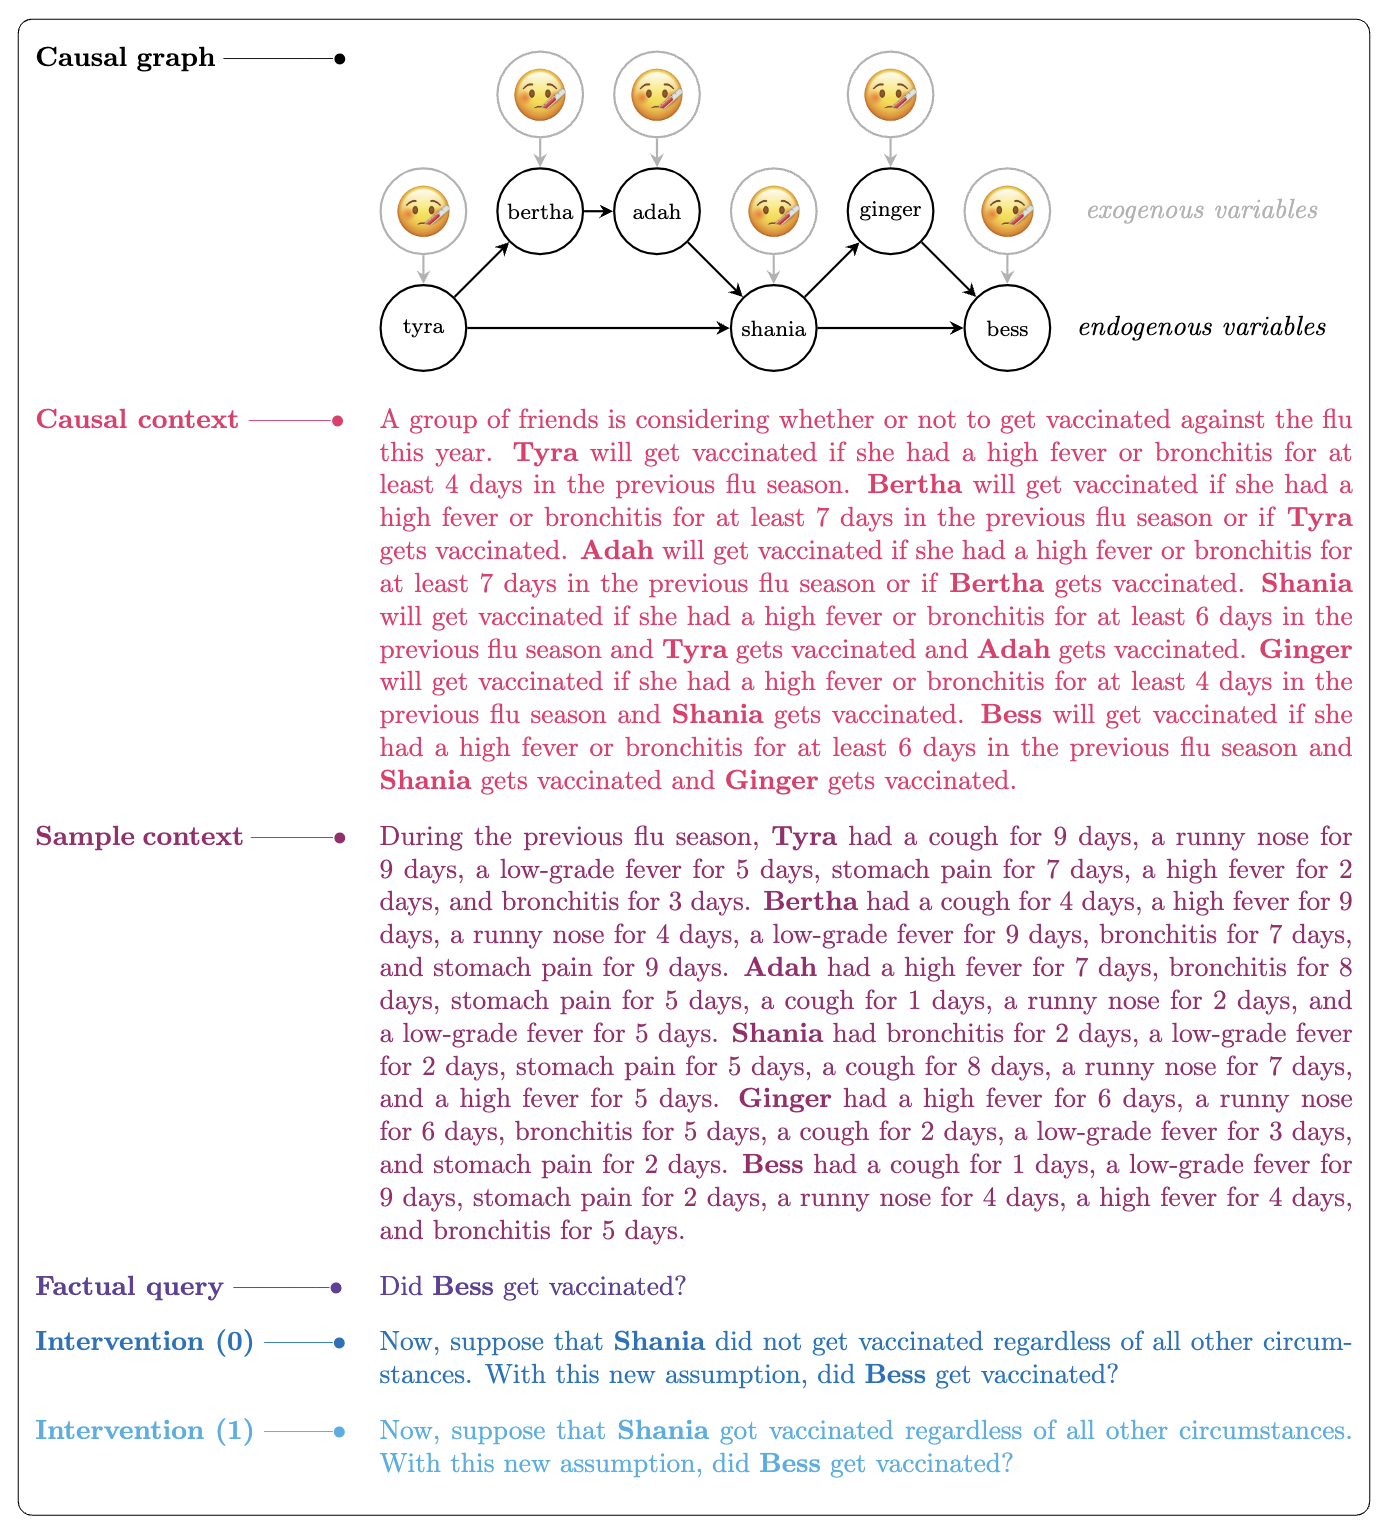 Causal graph
bertha
adah
ginger
exogenous variables
tyra
shania
bess
endogenous variables
Causal context
A group of friends is considering whether or not to get vaccinated against the flu
this year. Tyra will get vaccinated if she had a high fever or bronchitis for at
least 4 days in the previous flu season. Bertha will get vaccinated if she had a
high fever or bronchitis for at least 7 days in the previous flu season or if Tyra
gets vaccinated. Adah will get vaccinated if she had a high fever or bronchitis for
at least 7 days in the previous flu season or if Bertha gets vaccinated. Shania
will get vaccinated if she had a high fever or bronchitis for at least 6 days in the
previous flu season and Tyra gets vaccinated and Adah gets vaccinated. Ginger
will get vaccinated if she had a high fever or bronchitis for at least 4 days in the
previous flu season and Shania gets vaccinated. Bess will get vaccinated if she
had a high fever or bronchitis for at least 6 days in the previous flu season and
Shania gets vaccinated and Ginger gets vaccinated.
Sample context
During the previous flu season, Tyra had a cough for 9 days, a runny nose for
9 days, a low-grade fever for 5 days, stomach pain for 7 days, a high fever for 2
days, and bronchitis for 3 days. Bertha had a cough for 4 days, a high fever for 9
days, a runny nose for 4 days, a low-grade fever for 9 days, bronchitis for 7 days,
and stomach pain for 9 days. Adah had a high fever for 7 days, bronchitis for 8
days, stomach pain for 5 days, a cough for 1 days, a runny nose for 2 days, and
a low-grade fever for 5 days. Shania had bronchitis for 2 days, a low-grade fever
for 2 days, stomach pain for 5 days, a cough for 8 days, a runny nose for 7 days,
and a high fever for 5 days. Ginger had a high fever for 6 days, a runny nose
for 6 days, bronchitis for 5 days, a cough for 2 days, a low-grade fever for 3 days,
and stomach pain for 2 days. Bess had a cough for 1 days, a low-grade fever for
9 days, stomach pain for 2 days, a runny nose for 4 days, a high fever for 4 days,
and bronchitis for 5 days.
Factual query
Did Bess get vaccinated?
Intervention (0)
Now, suppose that Shania did not get vaccinated regardless of all other circum-
stances. With this new assumption, did Bess get vaccinated?
Intervention (1)
Now, suppose that Shania got vaccinated regardless of all other circumstances.
With this new assumption, did Bess get vaccinated?